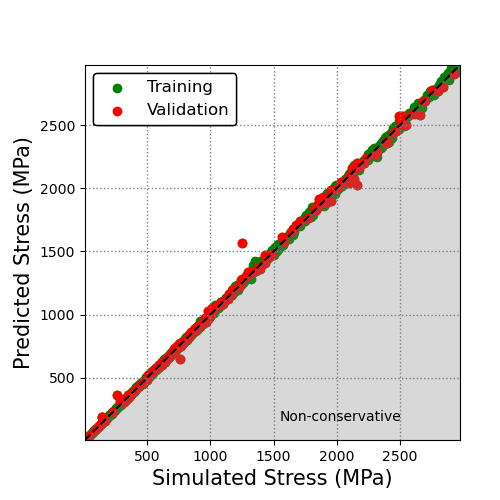 Training
Validation
Predicted Stress (MPa)
2500
2000
1500
1000
500
Non-conservative
500
1000
1500
2000
2500
Simulated Stress (MPa)